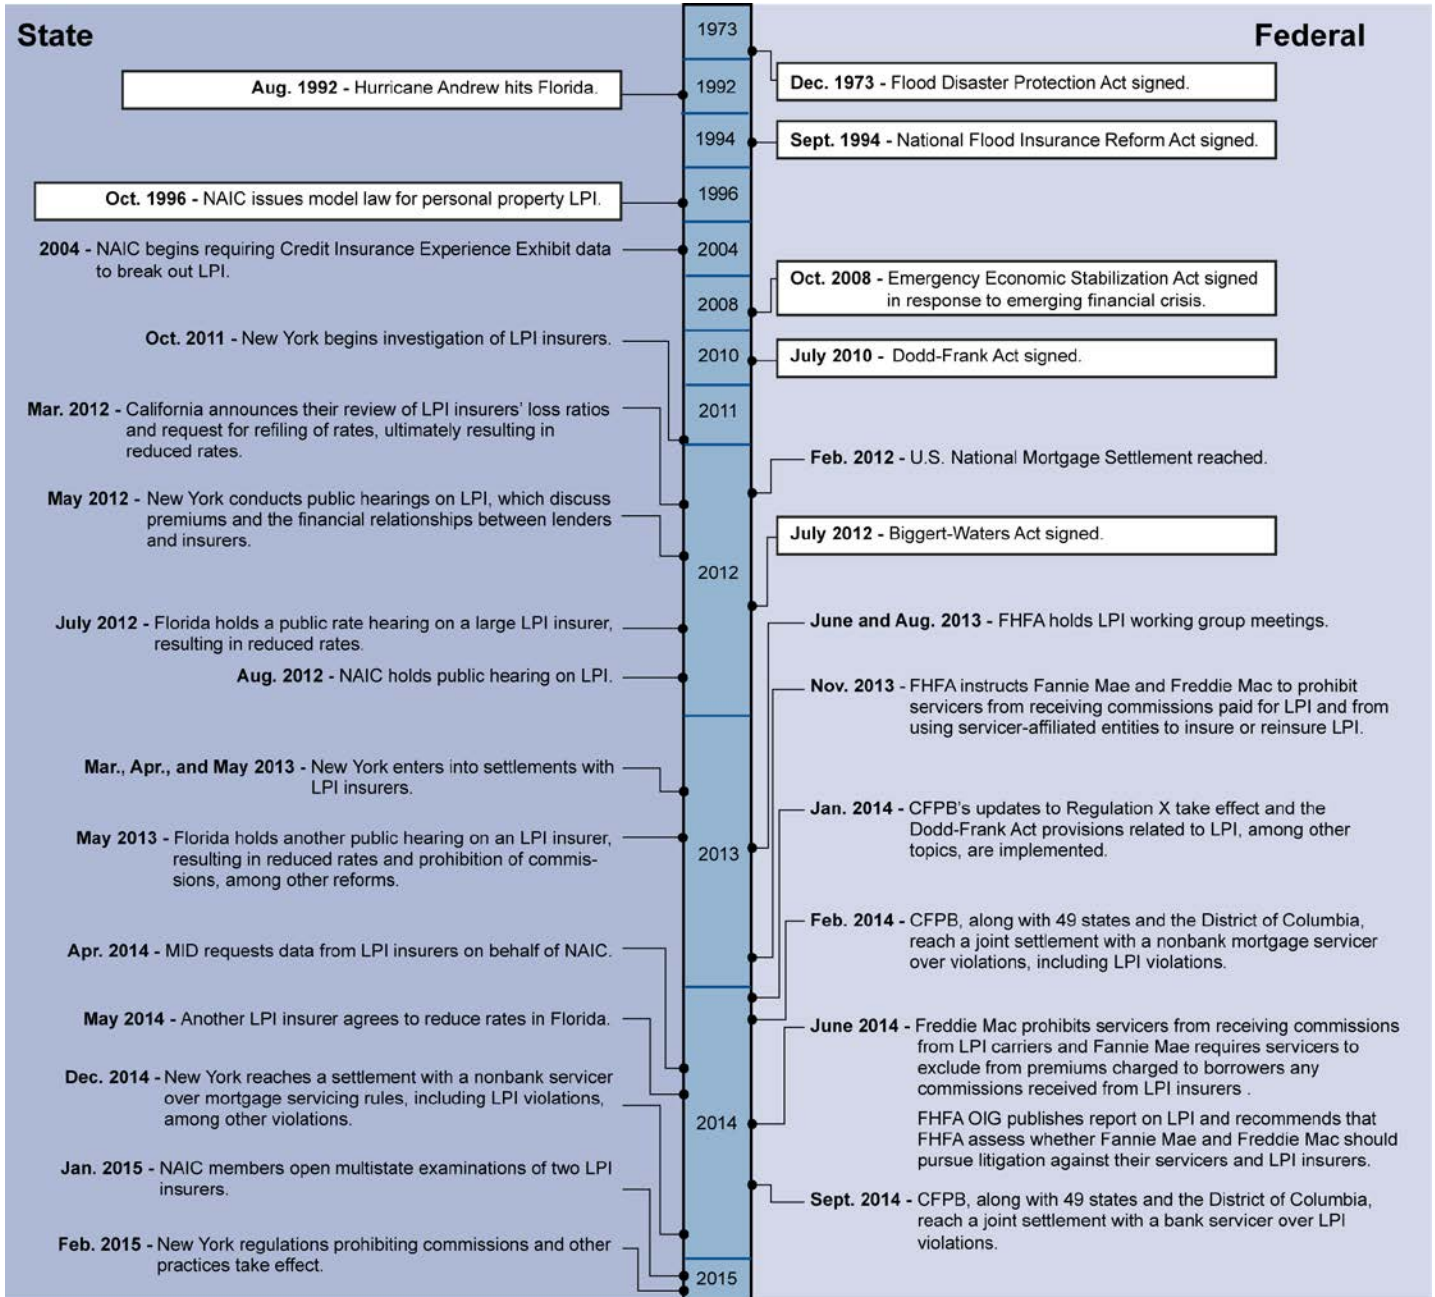 State
Federal
1973
1992
1994
1996
2004
2008
2010
2011
2012
2013
2014
2015
Aug. 1992 - Hurricane Andrew hits Florida.
Oct. 1996 - NAIC issues model law for personal property LPI.
2004 - NAIC begins requiring Credit Insurance Experience Exhibit data
to break out LPI.
Oct. 2011 - New York begins investigation of LPI insurers.
Mar. 2012 - California announces their review of LPI insurers' loss ratios
and request for refiling of rates, ultimately resulting in
reduced rates.
May 2012 - New York conducts public hearings on LPI, which discuss
premiums and the financial relationships between lenders
and insurers.
July 2012 - Florida holds a public rate hearing on a large LPI insurer,
resulting in reduced rates.
Aug. 2012 - NAIC holds public hearing on LPI.
Mar., Apr., and May 2013 - New York enters into settlements with
LPI insurers.
May 2013 - Florida holds another public hearing on an LPI insurer,
resulting in reduced rates and prohibition of commis-
sions, among other reforms.
Apr. 2014 - MID requests data from LPI insurers on behalf of NAIC.
May 2014 - Another LPI insurer agrees to reduce rates in Florida.
Dec. 2014 - New York reaches a settlement with a nonbank servicer
over mortgage servicing rules, including LPI violations,
among other violations.
Jan. 2015 - NAIC members open multistate examinations of two LPI
insurers.
Feb. 2015 - New York regulations prohibiting commissions and other
practices take effect.
Dec. 1973 - Flood Disaster Protection Act signed.
Sept. 1994 - National Flood Insurance Reform Act signed.
Oct. 2008 - Emergency Economic Stabilization Act signed
in response to emerging financial crisis.
July 2010 - Dodd-Frank Act signed.
Feb. 2012 - U.S. National Mortgage Settlement reached.
July 2012 - Biggert-Waters Act signed.
June and Aug. 2013 - FHFA holds LPI working group meetings.
Nov. 2013 - FHFA instructs Fannie Mae and Freddie Mac to prohibit
servicers from receiving commissions paid for LPI and from
using servicer-affiliated entities to insure or reinsure LPI.
Jan. 2014 - CFPB's updates to Regulation X take effect and the
Dodd-Frank Act provisions related to LPI, among other
topics, are implemented.
Feb. 2014 - CFPB, along with 49 states and the District of Columbia,
reach a joint settlement with a nonbank mortgage servicer
over violations, including LPI violations.
June 2014 - Freddie Mac prohibits servicers from receiving commissions
from LPI carriers and Fannie Mae requires servicers to
exclude from premiums charged to borrowers any
commissions received from LPI insurers .
FHFA OIG publishes report on LPI and recommends that
FHFA assess whether Fannie Mae and Freddie Mac should
pursue litigation against their servicers and LPI insurers.
Sept. 2014 - CFPB, along with 49 states and the District of Columbia,
reach a joint settlement with a bank servicer over LPI
violations.